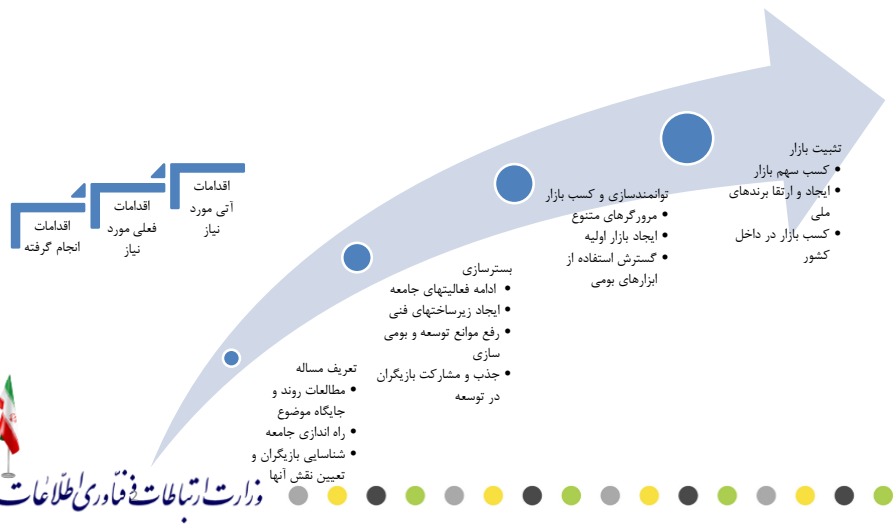 اقدامات
انجام گرفته
اقدامات
فعلی مورد
نیاز
اقدامات
آتی مورد
نیاز
تعریف مساله
• مطالعات روند و
جایگاه موضوع
• راه اندازی جامعه
• شناسایی بازیگران و
تعیین نقش آنها
بسترسازی
• ادامه فعالیتهای جامعه
• ایجاد زیرساختهای فنی
• رفع موانع توسعه و بومی
سازی
• جذب و مشارکت بازیگران
در توسعه
توانمندسازی و کسب بازار
• مرورگرهای متنوع
• ایجاد بازار اولیه
• گسترش استفاده از
ابزارهای بومی
تثبیت بازار
• کسب سهم بازار
• ایجاد و ارتقا برندهای
ملی
• کسب بازار در داخل
کشور
وزارت ارتباطات و فناوری اطلاعات